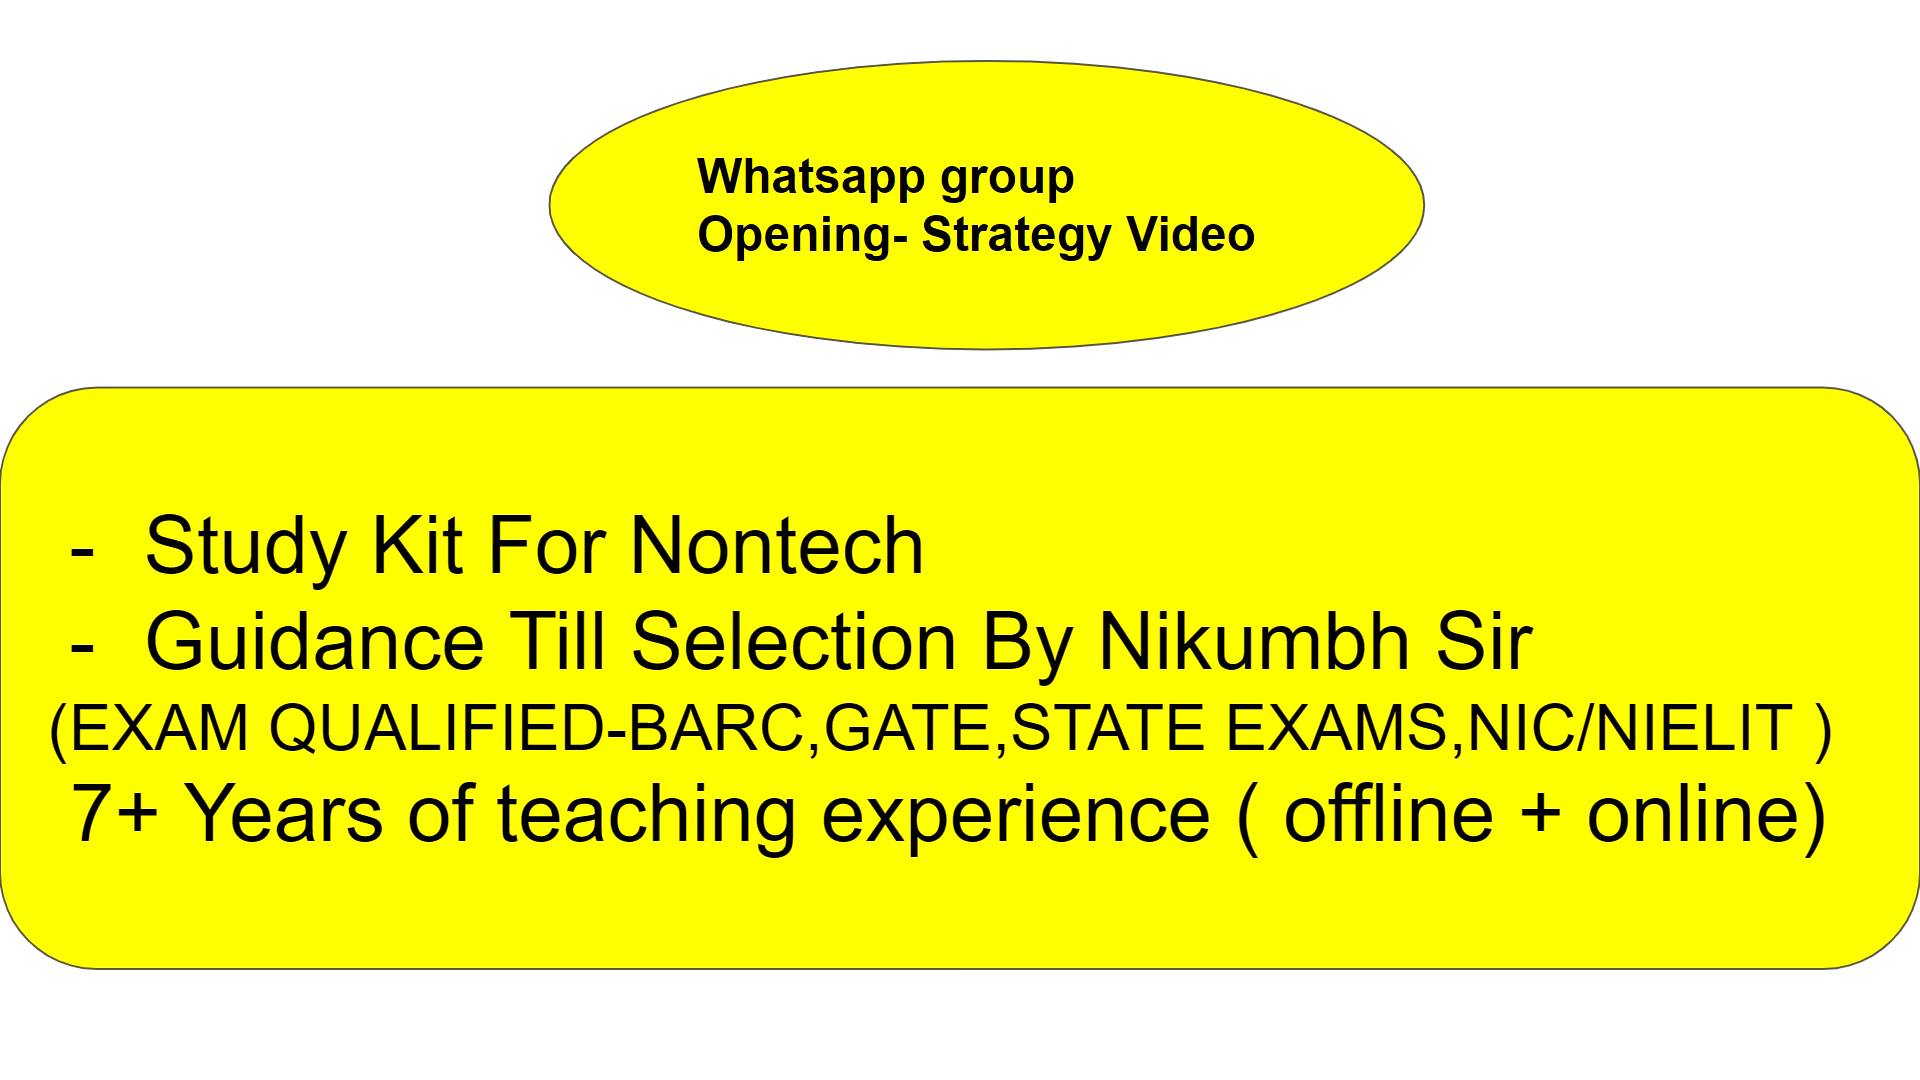 Whatsapp group
Opening- Strategy Video
- Study Kit For Nontech
- Guidance Till Selection By Nikumbh Sir
(EXAM QUALIFIED-BARC,GATE,STATE EXAMS,NIC/NIELIT )
7+ Years of teaching experience ( offline + online)